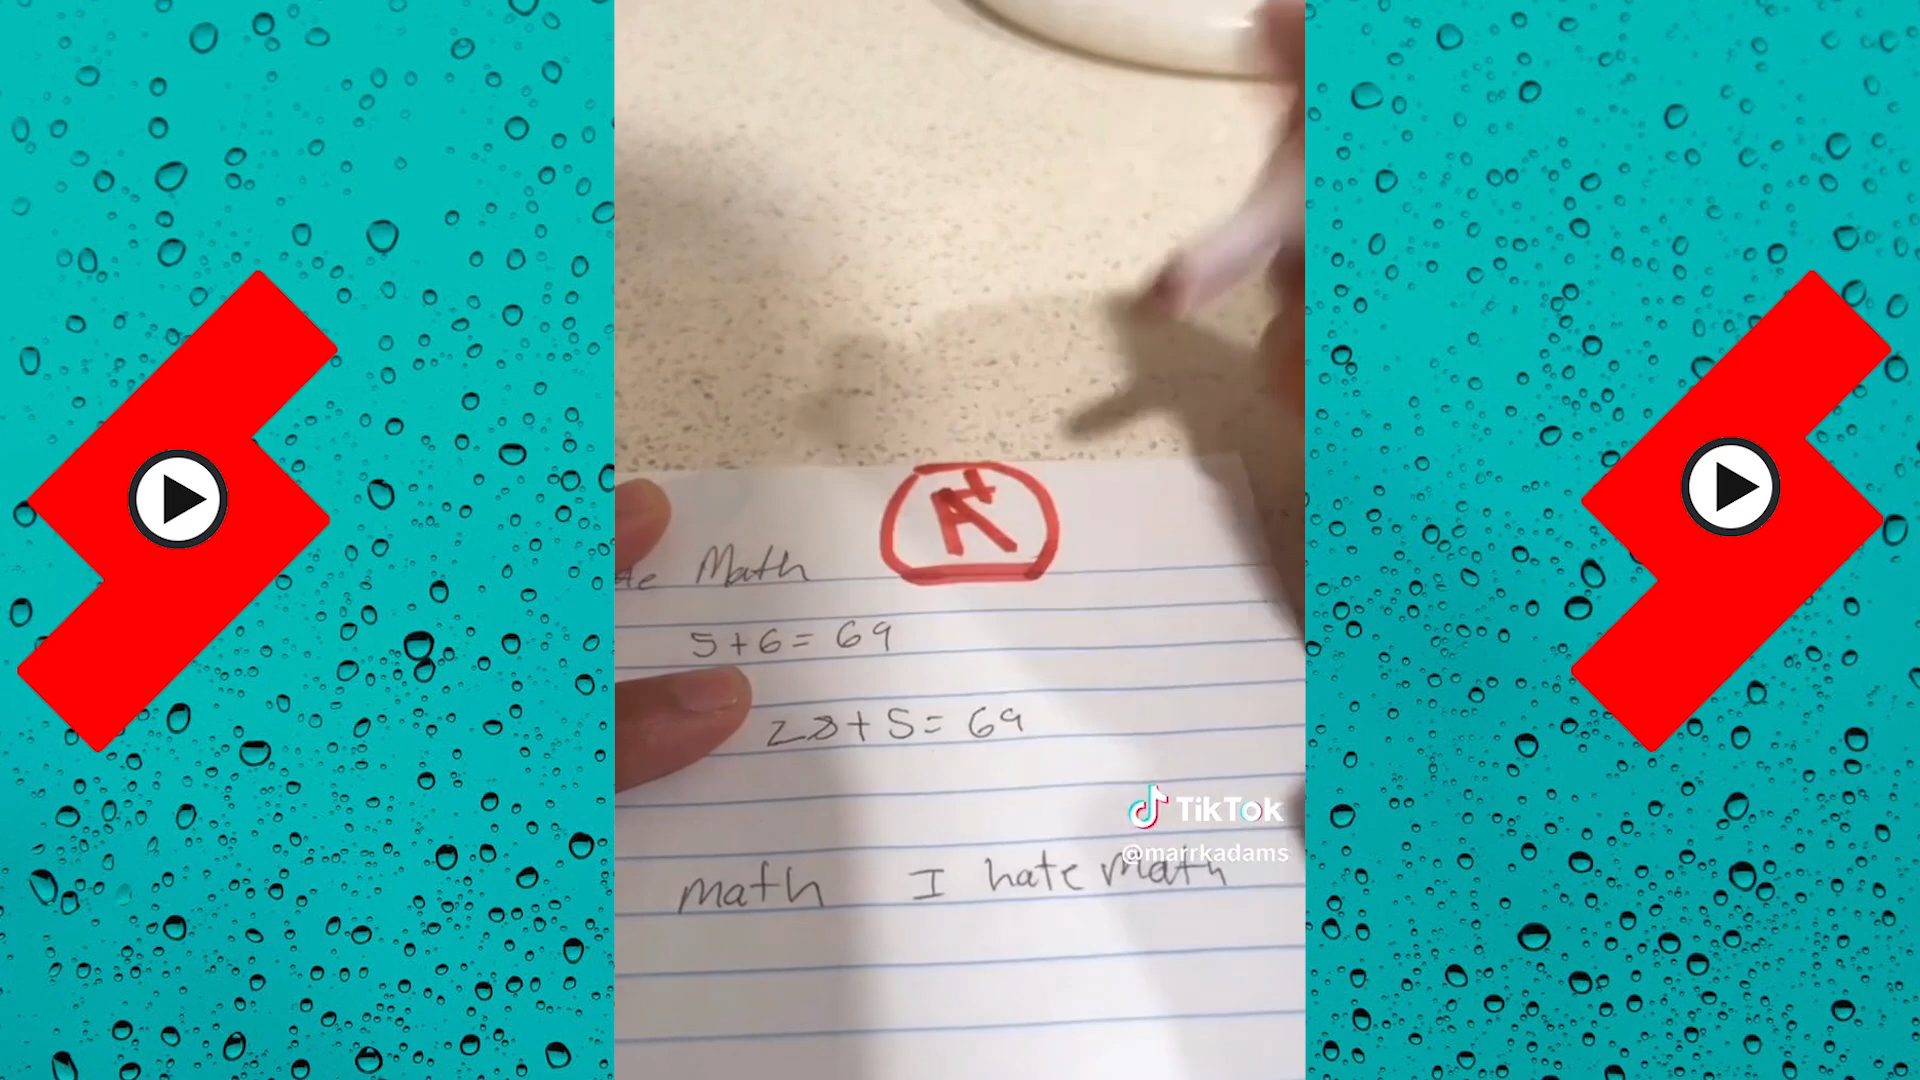 A+
Math
5+6=69
28+5=69
TikTok
@marrkadams
math I hate math